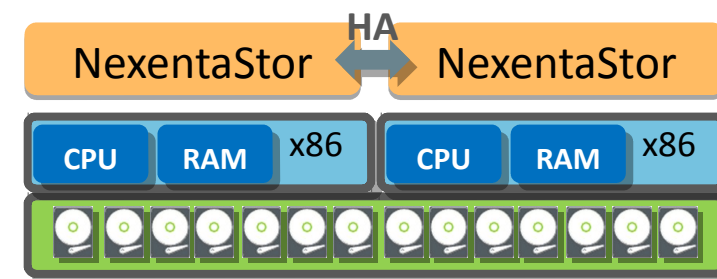 HA
NexentaStor NexentaStor
CPU RAM x86 CPU RAM x86